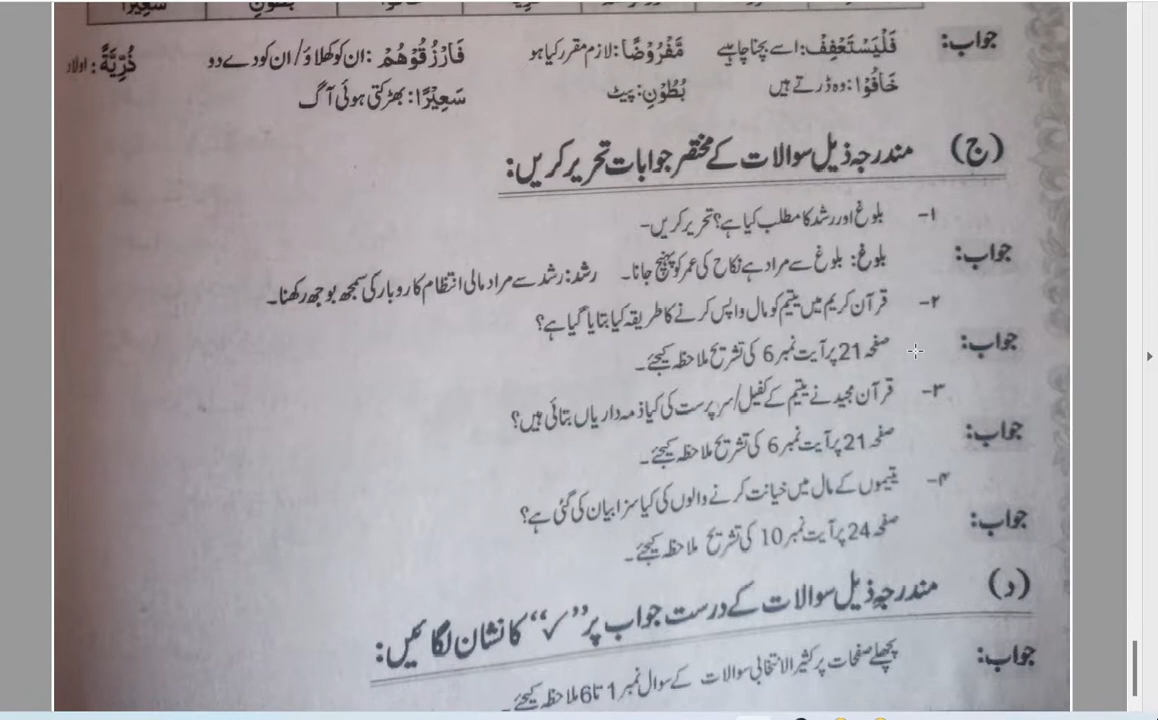 بُطُوْنِ سَعِيْرًا
جواب: فَلْيَسْتَعْفِفْ: اسے بچنا چاہیے مَّفْرُوْضًا: لازم مقرر کیا ہو فَارْزُقُوْهُمْ: ان کو کھلاؤ/ ان کو دے دو ذُرِّيَّةً: اولاد
خَافُوْا: وہ ڈرتے ہیں بُطُوْنِ: پیٹ سَعِيْرًا: بھڑکتی ہوئی آگ
(ج) مندرجہ ذیل سوالات کے مختصر جوابات تحریر کریں:
۱- بلوغ اور رشد کا مطلب کیا ہے؟ تحریر کریں-
جواب: بلوغ: بلوغ سے مراد ہے نکاح کی عمر کو پہنچ جانا۔ رشد: رشد سے مراد مالی انتظام کاروبار کی سمجھ بوجھ رکھنا۔
۲- قرآن کریم میں یتیم کو مال واپس کرنے کا طریقہ کیا بتایا گیا ہے؟
جواب: صفحہ 21 پر آیت نمبر 6 کی تشریح ملاحظہ کیجئے۔
۳- قرآن مجید نے یتیم کے کفیل/سرپرست کی کیا ذمہ داریاں بتائی ہیں؟
جواب: صفحہ 21 پر آیت نمبر 6 کی تشریح ملاحظہ کیجئے۔
۴- یتیموں کے مال میں خیانت کرنے والوں کی کیا سزا بیان کی گئی ہے؟
جواب: صفحہ 24 پر آیت نمبر 10 کی تشریح ملاحظہ کیجئے۔
(د) مندرجہ ذیل سوالات کے درست جواب پر ”✓“ کا نشان لگائیں:
جواب: پچھلے صفحات پر کثیر الانتخابی سوالات کے سوال نمبر 1 تا 6 ملاحظہ کیجئے۔